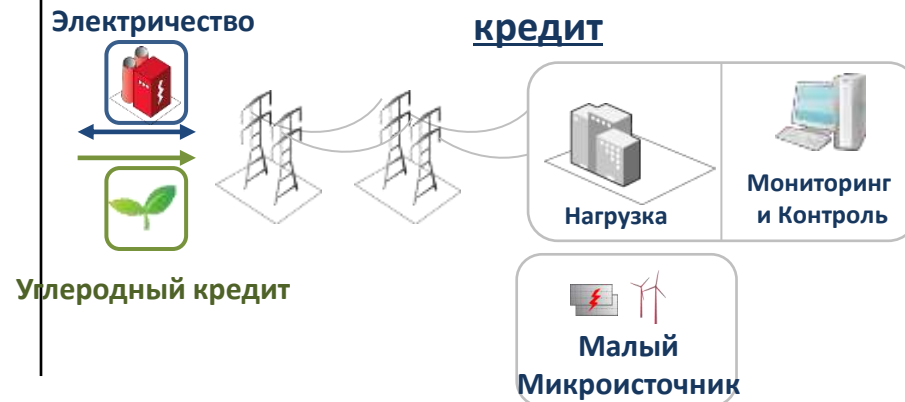 Электричество
кредит
Нагрузка
Мониторинг
и Контроль
Углеродный кредит
Малый
Микроисточник